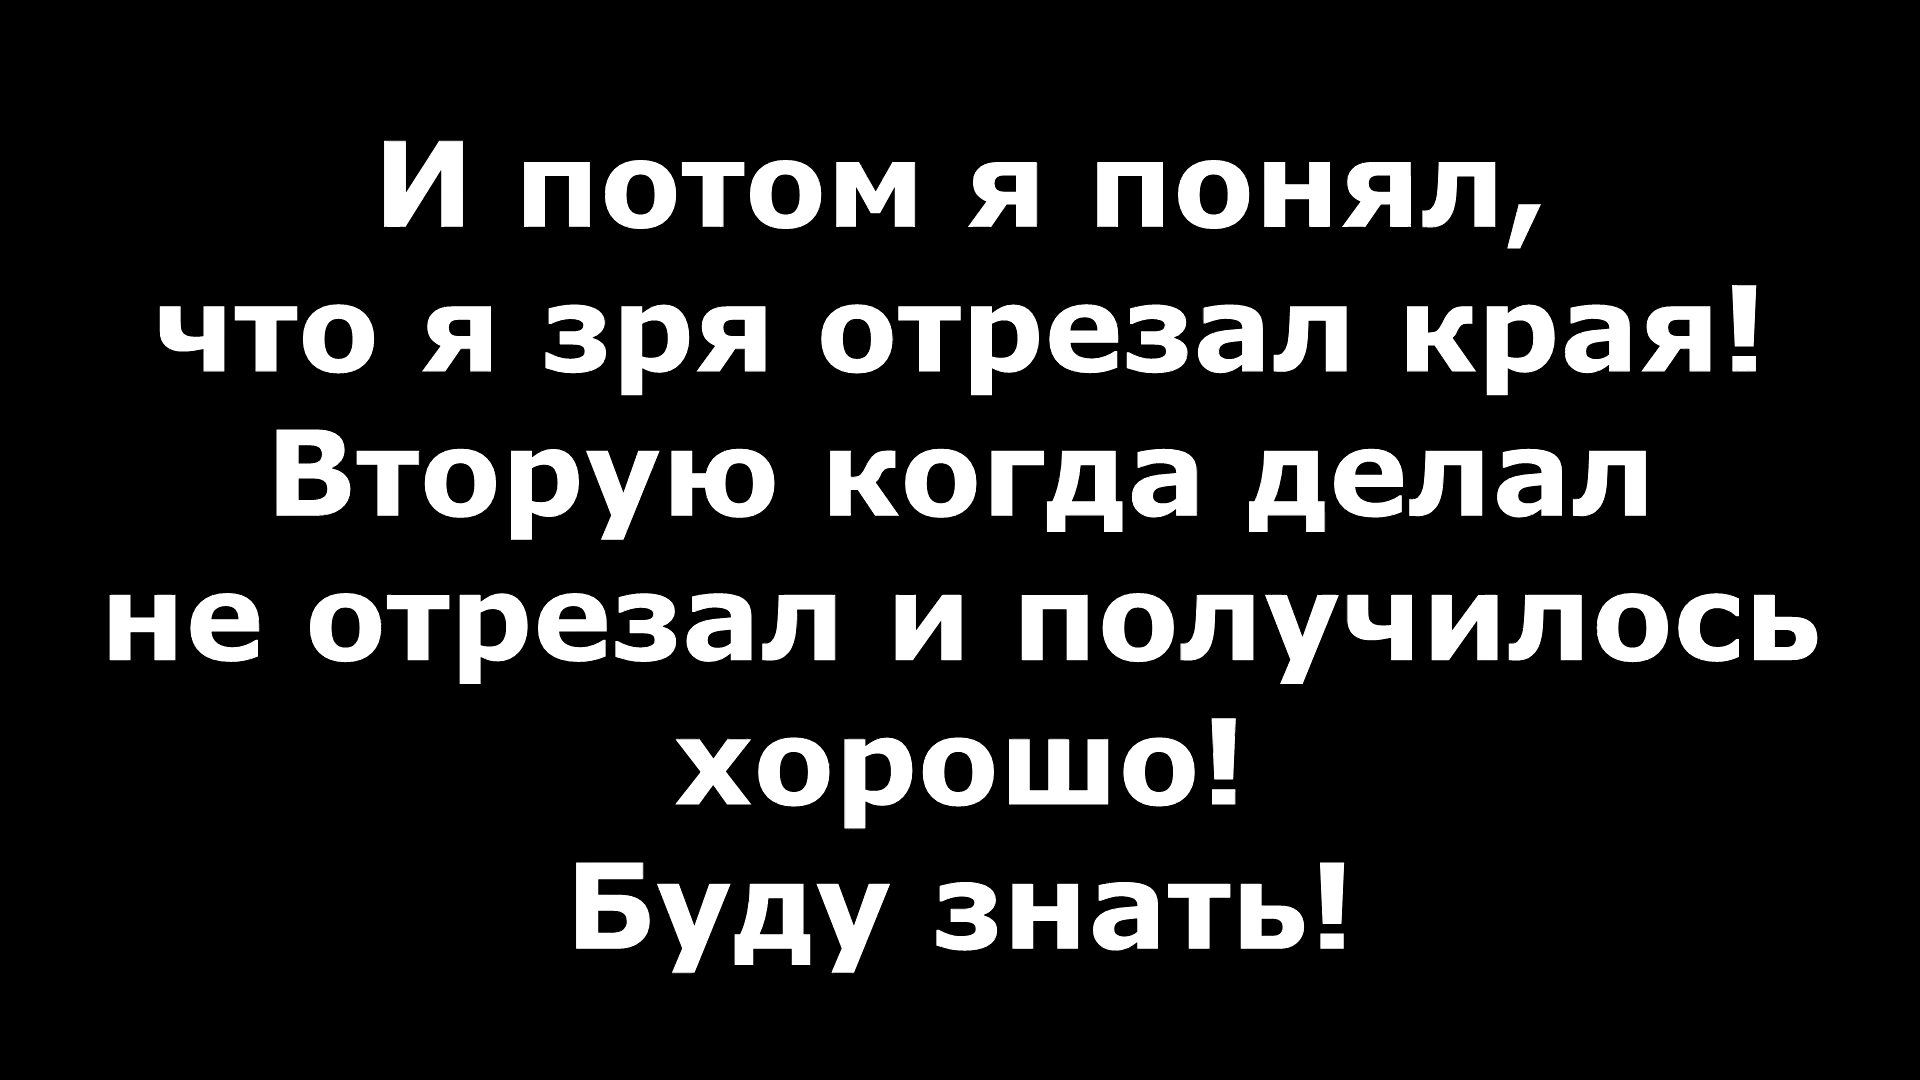 И потом я понял,
что я зря отрезал края!
Вторую когда делал
не отрезал и получилось
хорошо!
Буду знать!